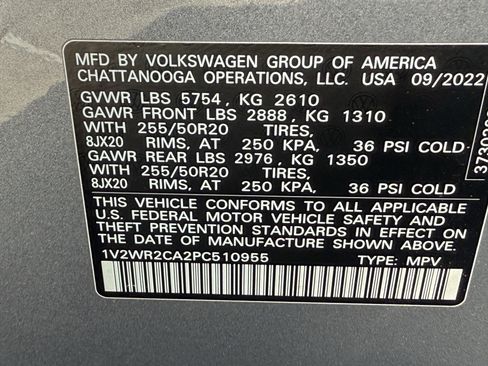 MFD BY VOLKSWAGEN GROUP OF AMERICA
CHATTANOOGA OPERATIONS, LLC. USA 09/2022
GVWR LBS 5754, KG 2610
GAWR FRONT LBS 2888, KG 1310
WITH 255/50R20 TIRES,
8JX20 RIMS, AT 250 KPA, 36 PSI COLD
GAWR REAR LBS 2976, KG 1350
WITH 255/50R20 TIRES,
8JX20 RIMS, AT 250 KPA, 36 PSI COLD
THIS VEHICLE CONFORMS TO ALL APPLICABLE
U.S. FEDERAL MOTOR VEHICLE SAFETY AND
THEFT PREVENTION STANDARDS IN EFFECT ON
THE DATE OF MANUFACTURE SHOWN ABOVE.
1V2WR2CA2PC510955 TYPE: MPV